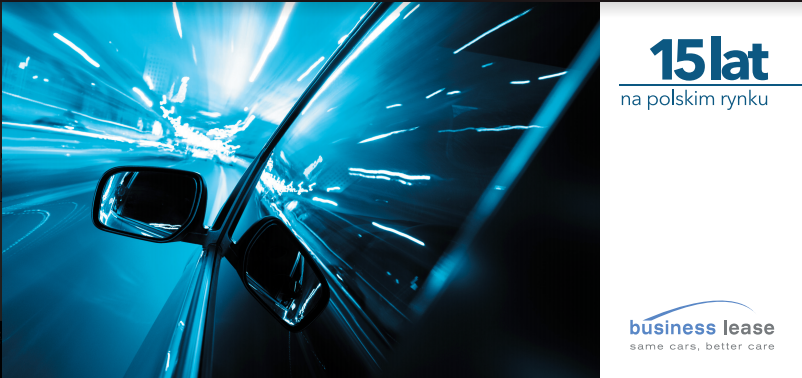 15 lat
na polskim rynku
business lease
same cars, better care